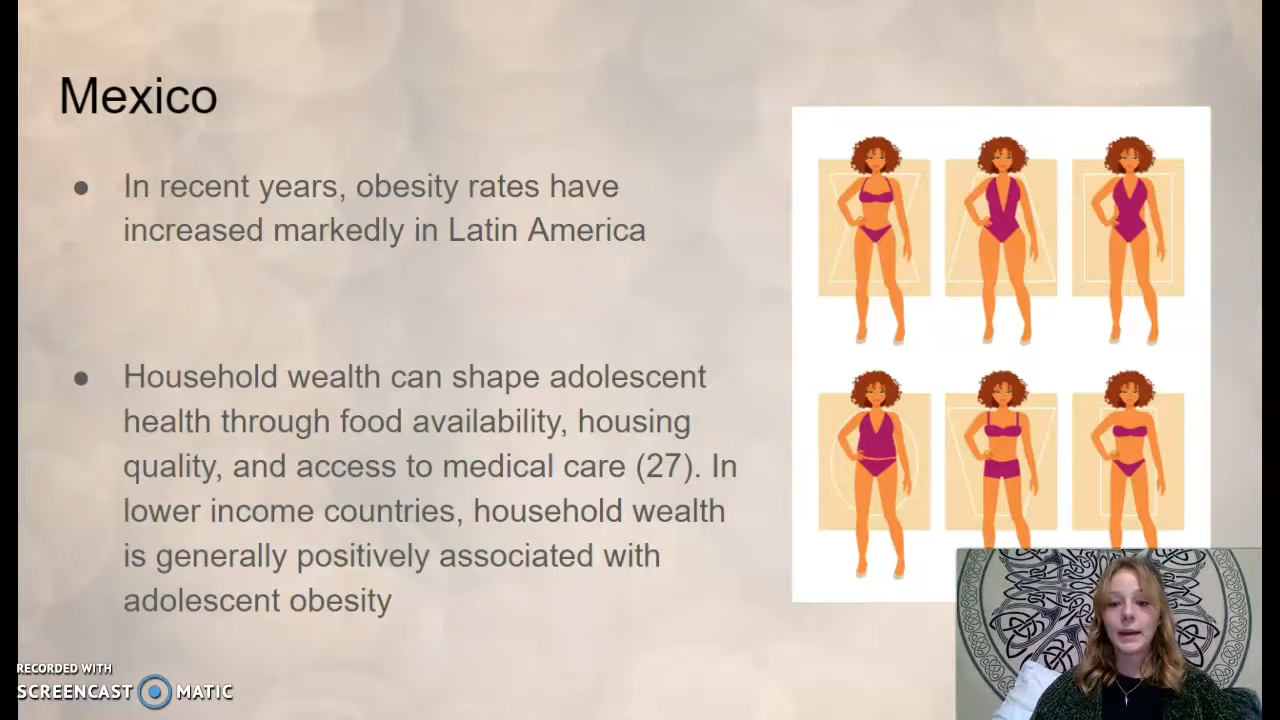 Mexico
● In recent years, obesity rates have
increased markedly in Latin America
● Household wealth can shape adolescent
health through food availability, housing
quality, and access to medical care (27). In
lower income countries, household wealth
is generally positively associated with
adolescent obesity
RECORDED WITH
SCREENCAST MATIC